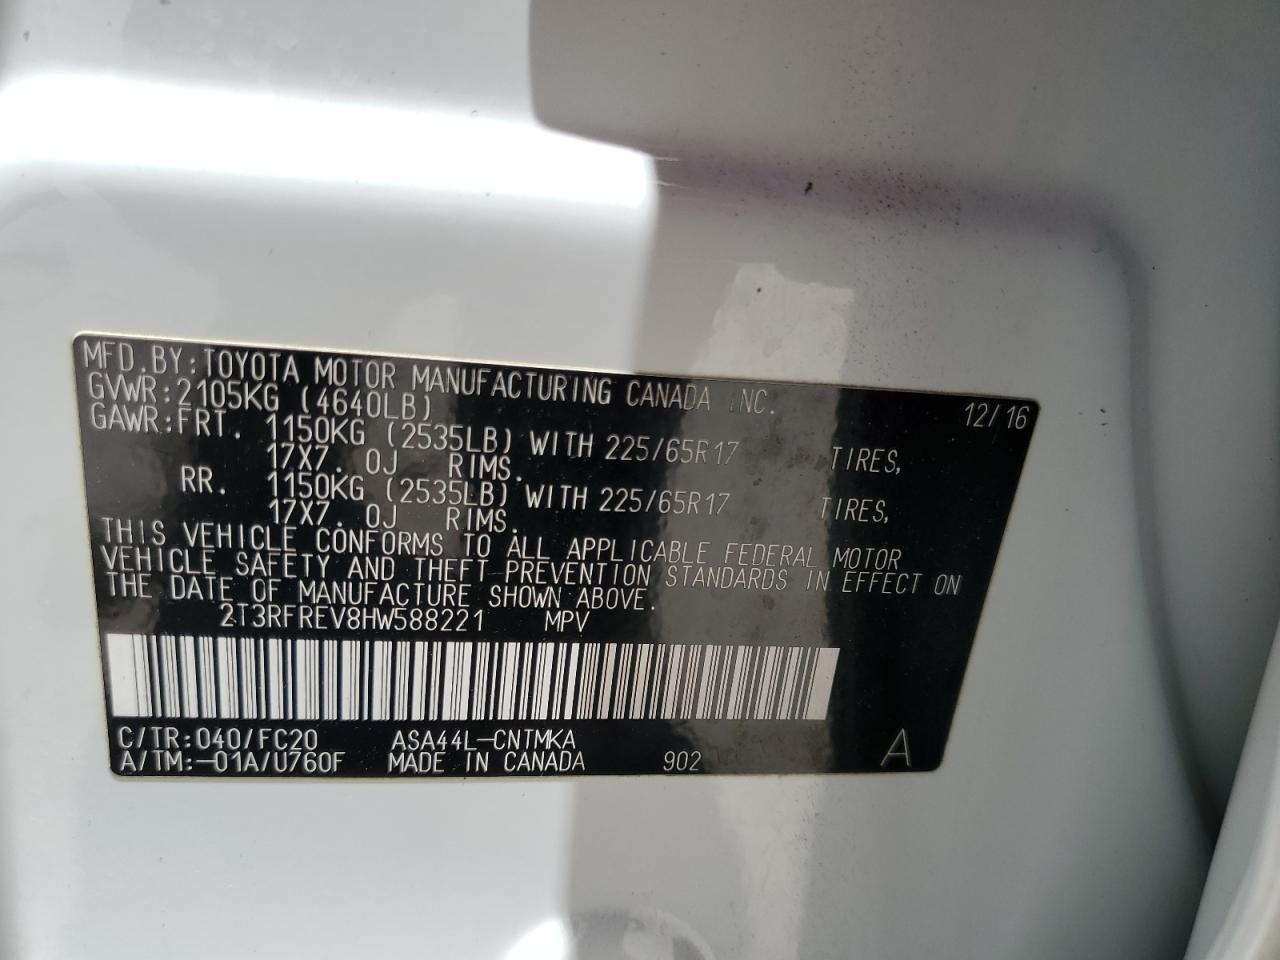 MFD.BY:TOYOTA MOTOR MANUFACTURING CANADA INC. 12/16
GVWR:2105KG (4640LB)
GAWR:FRT. 1150KG (2535LB) WITH 225/65R17 TIRES,
17X7. 0J RIMS.
RR. 1150KG (2535LB) WITH 225/65R17 TIRES,
17X7. 0J RIMS.
THIS VEHICLE CONFORMS TO ALL APPLICABLE FEDERAL MOTOR
VEHICLE SAFETY AND THEFT PREVENTION STANDARDS IN EFFECT ON
THE DATE OF MANUFACTURE SHOWN ABOVE.
2T3RFREV8HW588221 MPV
C/TR:040/FC20 ASA44L-CNTMKA
A/TM:-01A/U760F MADE IN CANADA 902 A